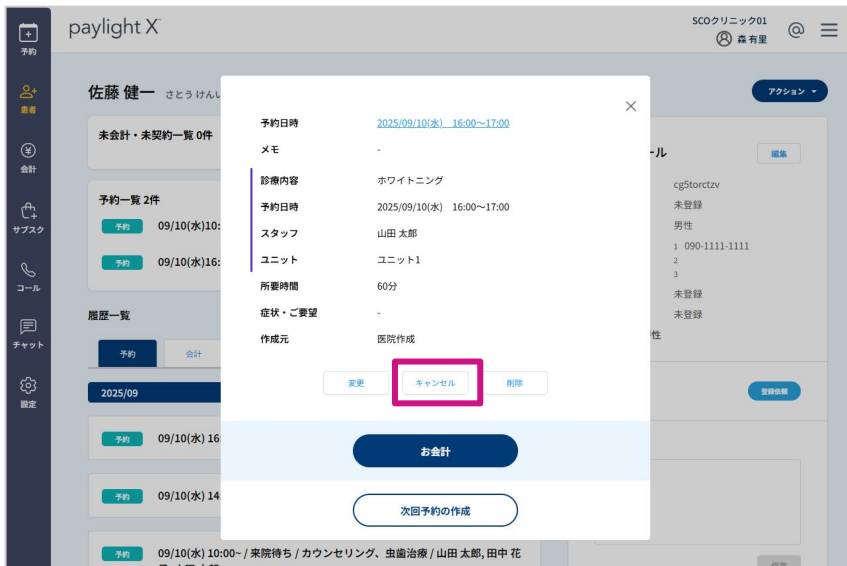 paylight X
SCOクリニック01
森 有里
予約
患者
会計
サブスク
コール
チャット
設定
佐藤 健一 さとう けんい
アクション
未会計・未契約一覧 0件
予約一覧 2件
予約 09/10(水)10:
予約 09/10(水)16:
履歴一覧
予約 会計
2025/09
予約 09/10(水) 16:
予約 09/10(水) 14:
予約 09/10(水) 10:00~ / 来院待ち / カウンセリング、虫歯治療 / 山田 太郎, 田中 花
予約日時 2025/09/10(水) 16:00～17:00
メモ -
診療内容 ホワイトニング
予約日時 2025/09/10(水) 16:00～17:00
スタッフ 山田 太郎
ユニット ユニット1
所要時間 60分
症状・ご要望 -
作成元 医院作成
変更 キャンセル 削除
お会計
次回予約の作成
ール 編集
cg5torctzv
未登録
男性
1 090-1111-1111
2
3
未登録
未登録
性
登録依頼